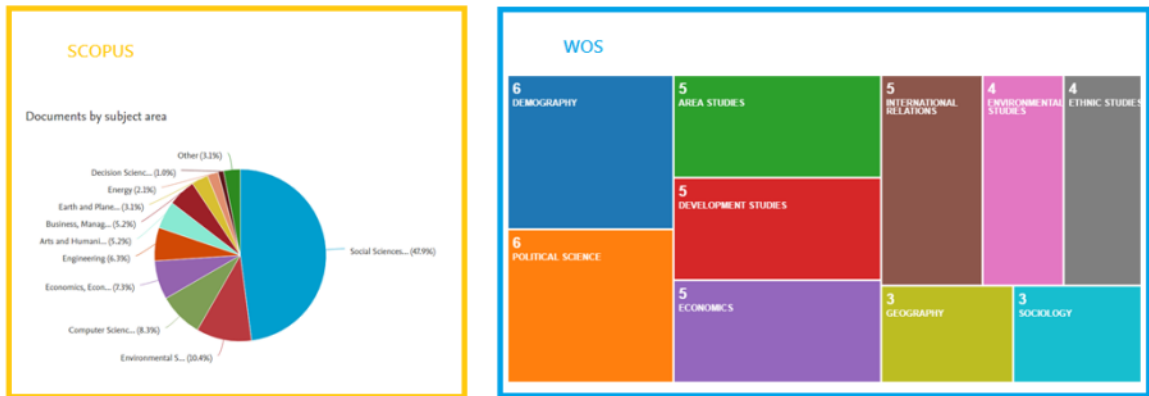 SCOPUS
Documents by subject area
Other (3.1%)
Decision Scienc... (1.0%)
Energy (2.1%)
Earth and Plane... (3.1%)
Business, Manag... (5.2%)
Arts and Humani... (5.2%)
Engineering (6.3%)
Economics, Econ... (7.3%)
Computer Scienc... (8.3%)
Environmental S... (10.4%)
Social Sciences... (47.9%)
WOS
6
DEMOGRAPHY
6
POLITICAL SCIENCE
5
AREA STUDIES
5
DEVELOPMENT STUDIES
5
ECONOMICS
5
INTERNATIONAL
RELATIONS
4
ENVIRONMENTAL
STUDIES
4
ETHNIC STUDIES
3
GEOGRAPHY
3
SOCIOLOGY